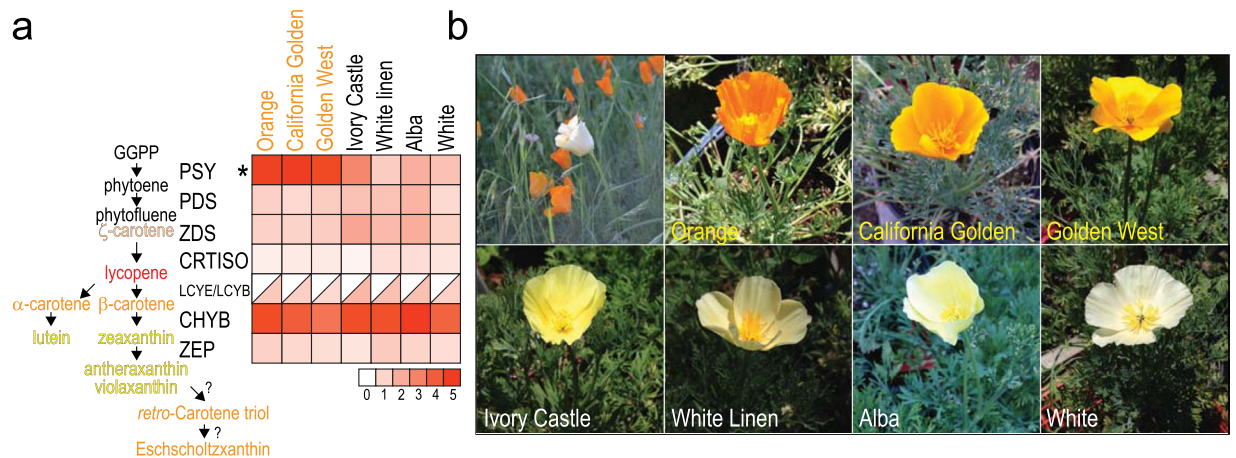 a
b
Orange
California Golden
Golden West
Ivory Castle
White linen
Alba
White
GGPP
phytoene
phytofluene
ζ-carotene
lycopene
α-carotene
β-carotene
lutein
zeaxanthin
antheraxanthin
violaxanthin
?
retro-Carotene triol
?
Eschscholtzxanthin
PSY *
PDS
ZDS
CRTISO
LCYE/LCYB
CHYB
ZEP
0 1 2 3 4 5
Orange
California Golden
Golden West
Ivory Castle
White Linen
Alba
White